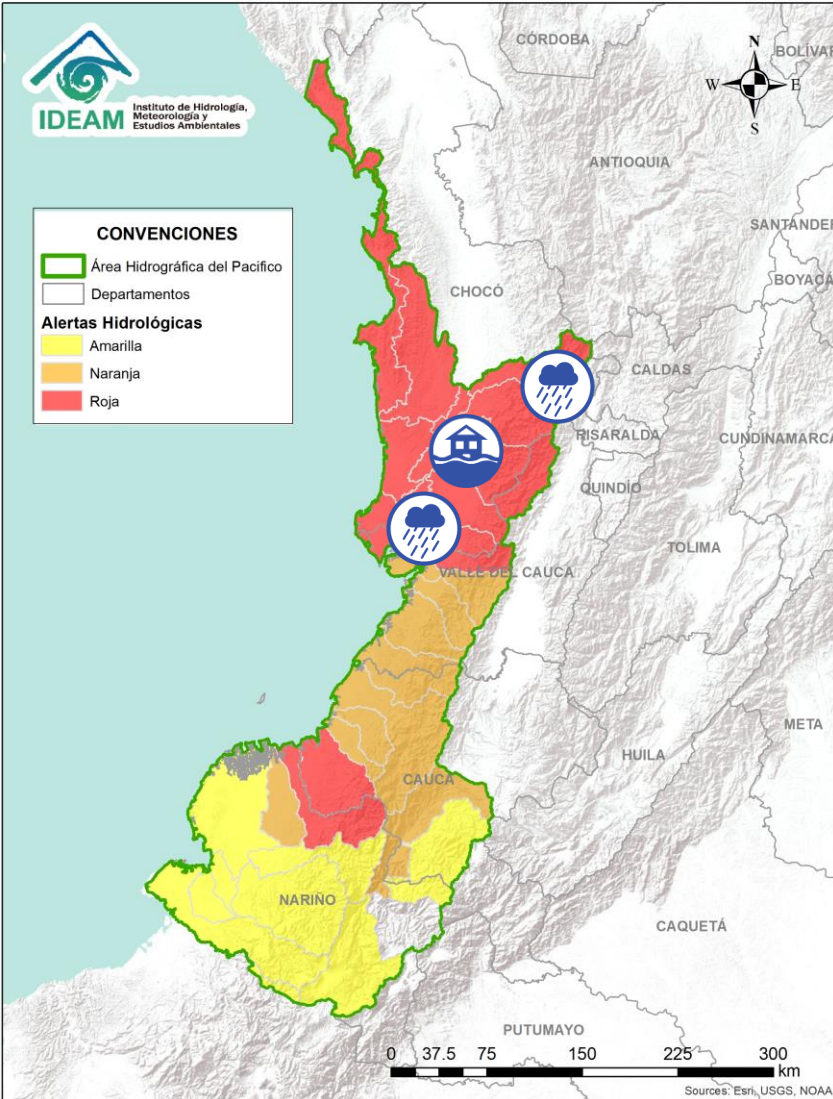 IDEAM
Instituto de Hidrología,
Meteorología y
Estudios Ambientales
CÓRDOBA
BOLÍVAR
N
W
E
S
ANTIOQUIA
SANTANDER
BOYACÁ
CONVENCIONES
Área Hidrográfica del Pacifico
Departamentos
Alertas Hidrológicas
Amarilla
Naranja
Roja
CHOCÓ
CALDAS
RISARALDA
CUNDINAMARCA
QUINDÍO
TOLIMA
VALLE DEL CAUCA
META
HUILA
CAUCA
NARIÑO
CAQUETÁ
PUTUMAYO
0 37.5 75 150 225 300
km
Sources: Esri, USGS, NOAA